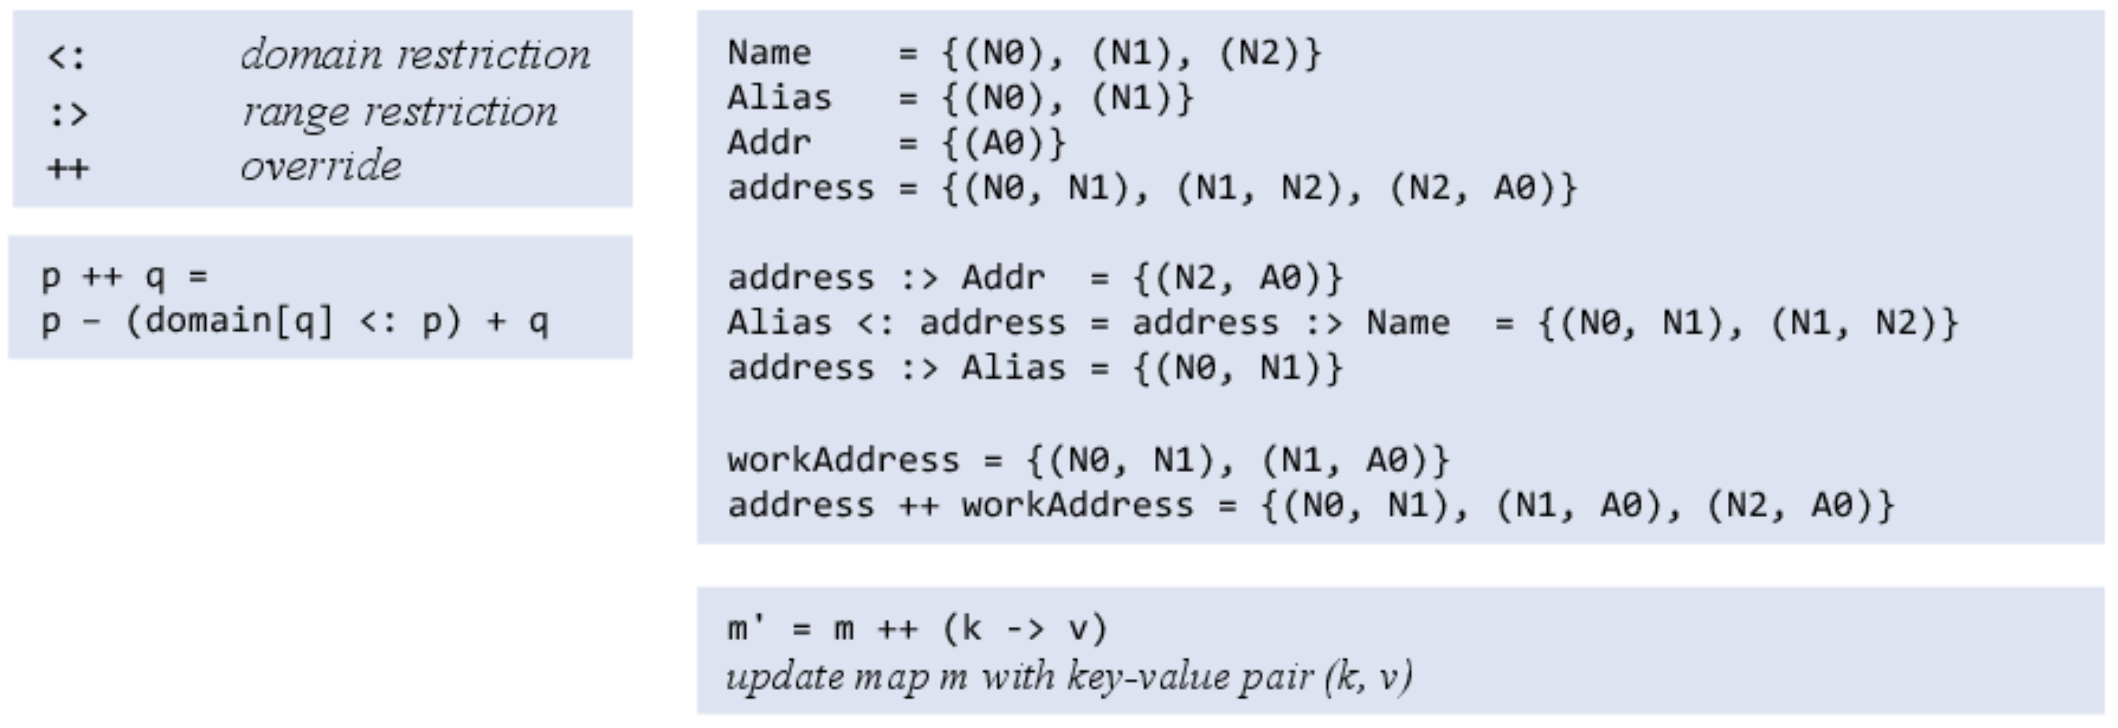 <: domain restriction
:> range restriction
++ override
p ++ q =
p – (domain[q] <: p) + q
Name = {(N0), (N1), (N2)}
Alias = {(N0), (N1)}
Addr = {(A0)}
address = {(N0, N1), (N1, N2), (N2, A0)}
address :> Addr = {(N2, A0)}
Alias <: address = address :> Name = {(N0, N1), (N1, N2)}
address :> Alias = {(N0, N1)}
workAddress = {(N0, N1), (N1, A0)}
address ++ workAddress = {(N0, N1), (N1, A0), (N2, A0)}
m' = m ++ (k -> v)
update map m with key-value pair (k, v)